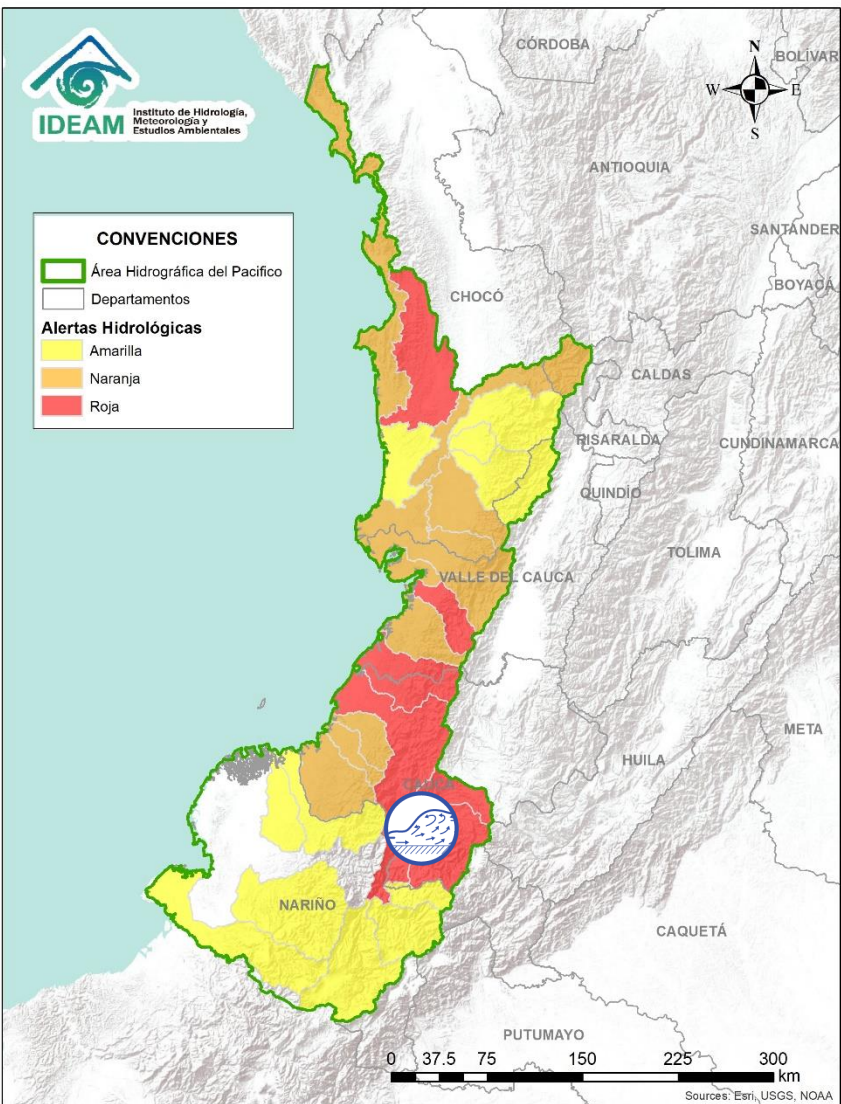 IDEAM
Instituto de Hidrología,
Meteorología y
Estudios Ambientales
N
W E
S
CONVENCIONES
Área Hidrográfica del Pacifico
Departamentos
Alertas Hidrológicas
Amarilla
Naranja
Roja
CÓRDOBA
BOLÍVAR
ANTIOQUIA
SANTANDER
BOYACÁ
CHOCÓ
CALDAS
RISARALDA
CUNDINAMARCA
QUINDÍO
TOLIMA
VALLE DEL CAUCA
META
HUILA
CAUCA
NARIÑO
CAQUETÁ
PUTUMAYO
0 37.5 75 150 225 300
km
Sources: Esri, USGS, NOAA